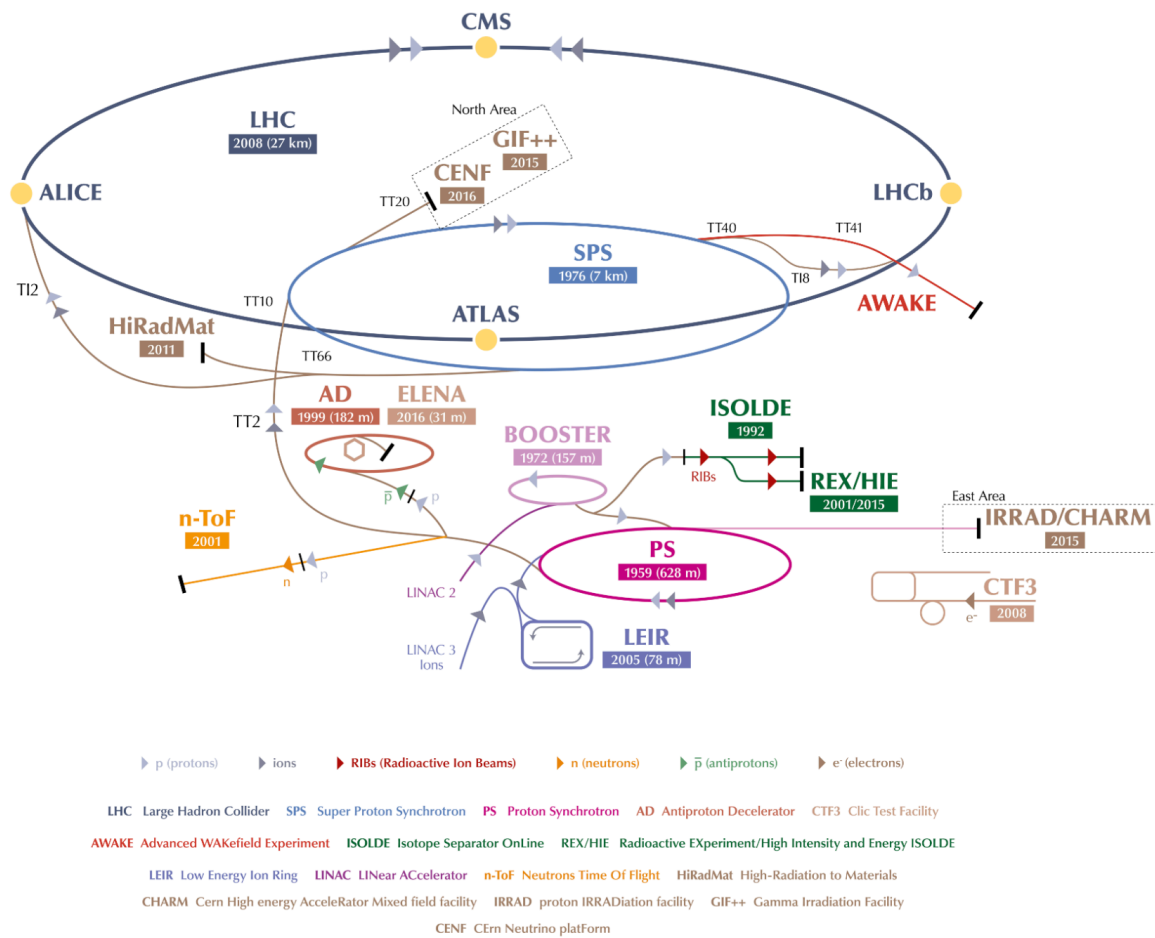 CMS
North Area
LHC
2008 (27 km)
GIF++
2015
CENF
2016
ALICE
LHCb
TT20
TT40
TT41
SPS
1976 (7 km)
TI8
TI2
TT10
AWAKE
ATLAS
HiRadMat
2011
TT66
AD
1999 (182 m)
ELENA
2016 (31 m)
TT2
ISOLDE
1992
BOOSTER
1972 (157 m)
RIBs
REX/HIE
2001/2015
p̅
p
East Area
n-ToF
2001
IRRAD/CHARM
2015
PS
1959 (628 m)
n
p
LINAC 2
CTF3
2008
e-
LEIR
2005 (78 m)
LINAC 3
Ions
p (protons) ions RIBs (Radioactive Ion Beams) n (neutrons) p̅ (antiprotons) e- (electrons)
LHC Large Hadron Collider SPS Super Proton Synchrotron PS Proton Synchrotron AD Antiproton Decelerator CTF3 Clic Test Facility
AWAKE Advanced WAKefield Experiment ISOLDE Isotope Separator OnLine REX/HIE Radioactive EXperiment/High Intensity and Energy ISOLDE
LEIR Low Energy Ion Ring LINAC LINear ACcelerator n-ToF Neutrons Time Of Flight HiRadMat High-Radiation to Materials
CHARM Cern High energy AcceleRator Mixed field facility IRRAD proton IRRADiation facility GIF++ Gamma Irradiation Facility
CENF CErn Neutrino platForm